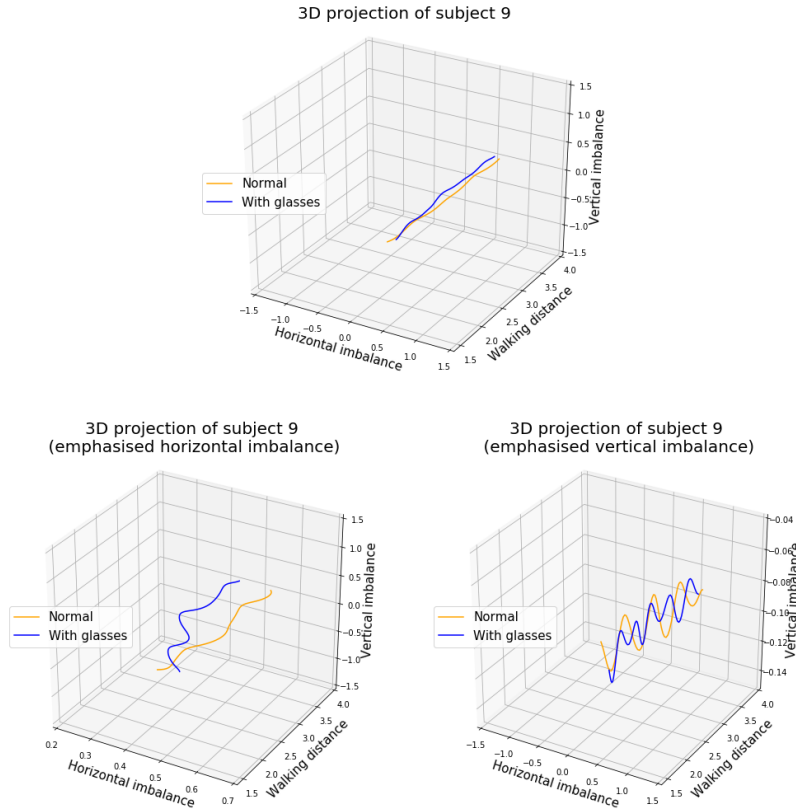 3D projection of subject 9
Normal
With glasses
Vertical imbalance
1.5
1.0
0.5
0.0
−0.5
−1.0
−1.5
Horizontal imbalance
−1.5
−1.0
−0.5
0.0
0.5
1.0
1.5
Walking distance
1.5
2.0
2.5
3.0
3.5
4.0
3D projection of subject 9
(emphasised horizontal imbalance)
Normal
With glasses
Vertical imbalance
1.5
1.0
0.5
0.0
−0.5
−1.0
−1.5
Horizontal imbalance
0.2
0.3
0.4
0.5
0.6
0.7
Walking distance
1.5
2.0
2.5
3.0
3.5
4.0
3D projection of subject 9
(emphasised vertical imbalance)
Normal
With glasses
Vertical imbalance
−0.04
−0.06
−0.08
−0.10
−0.12
−0.14
Horizontal imbalance
−1.5
−1.0
−0.5
0.0
0.5
1.0
1.5
Walking distance
1.5
2.0
2.5
3.0
3.5
4.0